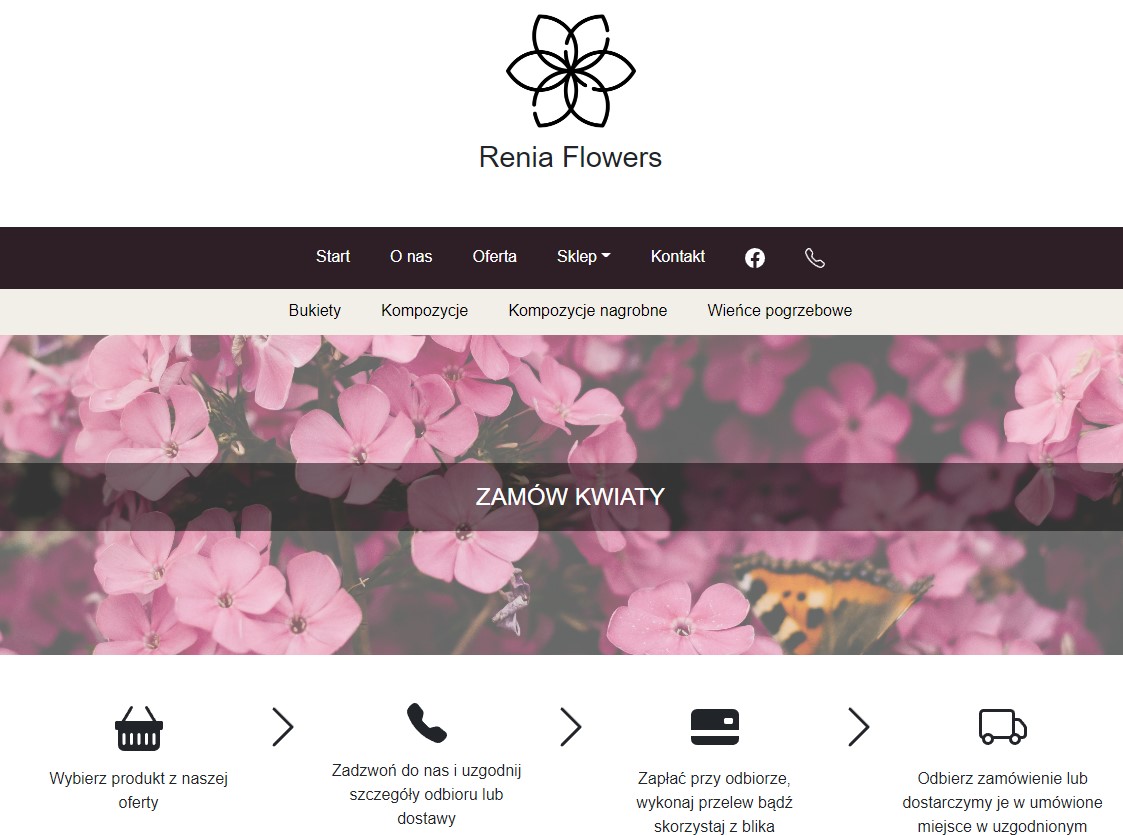 Renia Flowers
Start O nas Oferta Sklep Kontakt
Bukiety Kompozycje Kompozycje nagrobne Wieńce pogrzebowe
ZAMÓW KWIATY
Wybierz produkt z naszej
oferty
Zadzwoń do nas i uzgodnij
szczegóły odbioru lub
dostawy
Zapłać przy odbiorze,
wykonaj przelew bądź
skorzystaj z blika
Odbierz zamówienie lub
dostarczymy je w umówione
miejsce w uzgodnionym